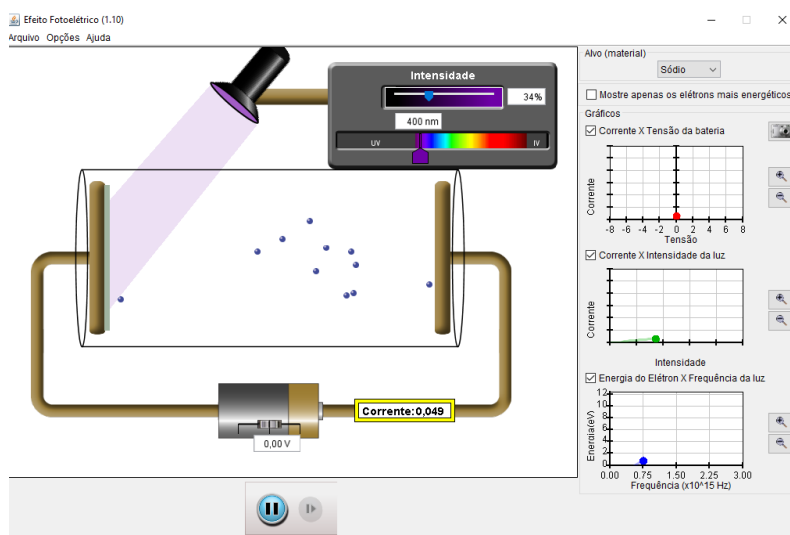 Efeito Fotoelétrico (1.10)
Arquivo Opções Ajuda
Intensidade
34%
400 nm
UV
IV
Corrente:0,049
0,00 V
Alvo (material)
Sódio
Mostre apenas os elétrons mais energéticos
Gráficos
Corrente X Tensão da bateria
Corrente
-8 -6 -4 -2 0 2 4 6 8
Tensão
Corrente X Intensidade da luz
Corrente
Intensidade
Energia do Elétron X Frequência da luz
12
10
8
6
4
2
0
Energia(eV)
0.00 0.75 1.50 2.25 3.00
Frequência (x10^15 Hz)